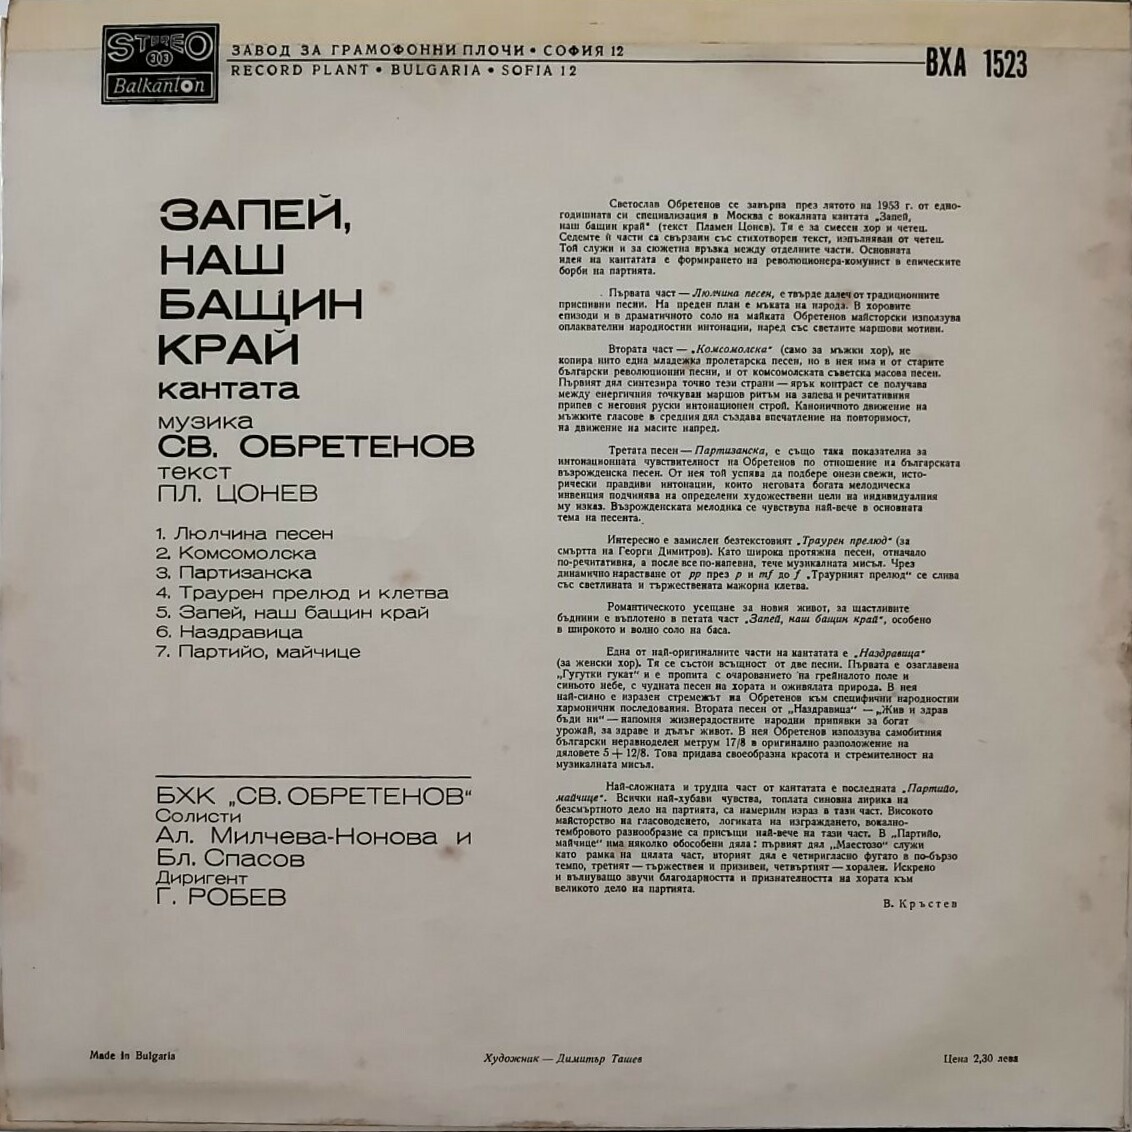 STEREO
33
Balkanton
ЗАВОД ЗА ГРАМОФОННИ ПЛОЧИ • СОФИЯ 12
RECORD PLANT • BULGARIA • SOFIA 12
ВХА 1523
ЗАПЕЙ,
НАШ
БАЩИН
КРАЙ
кантата
музика
СВ. ОБРЕТЕНОВ
текст
ПЛ. ЦОНЕВ
1. Люлчина песен
2. Комсомолска
3. Партизанска
4. Траурен прелюд и клетва
5. Запей, наш бащин край
6. Наздравица
7. Партийо, майчице
БХК „СВ. ОБРЕТЕНОВ“
Солисти
Ал. Милчева-Нонова и
Бл. Спасов
Диригент
Г. РОБЕВ
Светослав Обретенов се завърна през лятото на 1953 г. от едно-
годишната си специализация в Москва с вокалната кантата „Запей,
наш бащин край“ (текст Пламен Цонев). Тя е за смесен хор и четец.
Седемте ѝ части са свързани със стихотворен текст, изпълняван от четец.
Той служи и за сюжетна връзка между отделните части. Основната
идея на кантатата е формирането на революционера-комунист в епическите
борби на партията.
Първата част — Люлчина песен, е твърде далеч от традиционните
приспивни песни. На преден план е мъката на народа. В хоровите
епизоди и в драматичното соло на майката Обретенов майсторски използува
оплаквателни народностни интонации, наред със светлите маршови мотиви.
Втората част — „Комсомолска“ (само за мъжки хор), не
копира нито една младежка пролетарска песен, но в нея има и от старите
български революционни песни, и от комсомолската съветска масова песен.
Първият дял синтезира точно тези страни — ярък контраст се получава
между енергичния точкуван маршов ритъм на запева и речитативния
припев с неговия руски интонационен строй. Каноничното движение на
мъжките гласове в средния дял създава впечатление на повторимост,
на движение на масите напред.
Третата песен — Партизанска, е също така показателна за
интонационната чувствителност на Обретенов по отношение на българската
възрожденска песен. От нея той успява да подбере онези свежи, исто-
рически правдиви интонации, които неговата богата мелодическа
инвенция подчинява на определени художествени цели на индивидуалния
му изказ. Възрожденската мелодика се чувствува най-вече в основната
тема на песента.
Интересно е замислен безтекстовият „Траурен прелюд“ (за
смъртта на Георги Димитров). Като широка протяжна песен, отначало
по-речитативна, а после все по-напевна, тече музикалната мисъл. Чрез
динамично нарастване от pp през p и mf до f „Траурният прелюд“ се слива
със светлината и тържествената мажорна клетва.
Романтическото усещане за новия живот, за щастливите
бъднини е въплотено в петата част „Запей, наш бащин край“, особено
в широкото и волно соло на баса.
Една от най-оригиналните части на кантатата е „Наздравица“
(за женски хор). Тя се състои всъщност от две песни. Първата е озаглавена
„Гугутки гукат“ и е пропита с очарованието на грейналото поле и
синьото небе, с чудната песен на хората и оживялата природа. В нея
най-силно е изразен стремежът на Обретенов към специфични народностни
хармонични последования. Втората песен от „Наздравица“ — „Жив и здрав
бъди ни“ — напомня жизнерадостните народни припявки за богат
урожай, за здраве и дълъг живот. В нея Обретенов използува самобитния
български неравноделен метрум 17/8 в оригинално разположение на
дяловете 5 + 12/8. Това придава своеобразна красота и стремителност на
музикалната мисъл.
Най-сложната и трудна част от кантатата е последната „Партийо,
майчице“. Всички най-хубави чувства, топлата синовна лирика на
безсмъртното дело на партията, са намерили израз в тази част. Високото
майсторство на гласоводенето, логиката на изграждането, вокално-
тембровото разнообразие са присъщи най-вече на тази част. В „Партийо,
майчице“ има няколко обособени дяла: първият дял „Маестозо“ служи
като рамка на цялата част, вторият дял е четиригласно фугато в по-бързо
темпо, третият — тържествен и призивен, четвъртият — хорален. Искрено
и вълнуващо звучи благодарността и признателността на хората към
великото дело на партията.
В. Кръстев
Made in Bulgaria
Художник — Димитър Ташев
Цена 2,30 лева